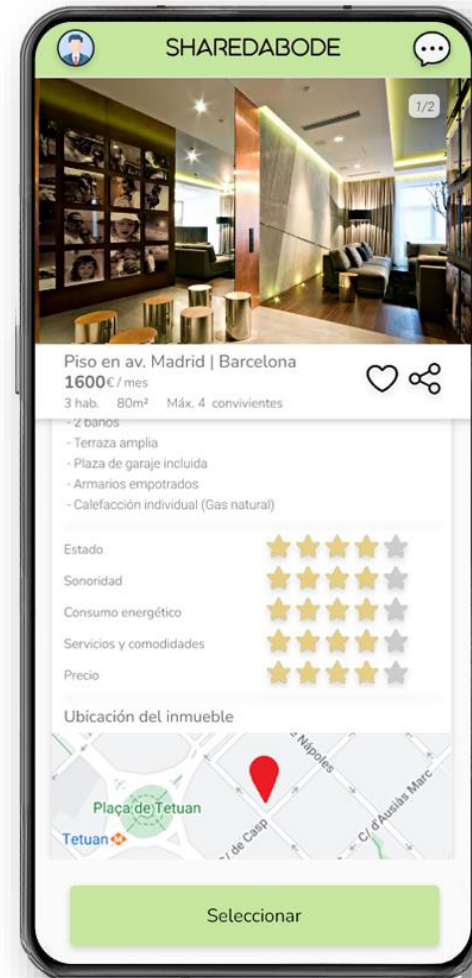 SHAREDABODE
1/2
Piso en av. Madrid | Barcelona
1600€ / mes
3 hab. 80m² Máx. 4 convivientes
- 2 baños
- Terraza amplia
- Plaza de garaje incluida
- Armarios empotrados
- Calefacción individual (Gas natural)
Estado
Sonoridad
Consumo energético
Servicios y comodidades
Precio
Ubicación del inmueble
Nápoles
Plaça de Tetuan
Tetuan M
C/ de Casp
C/ d'Ausiàs Marc
Seleccionar